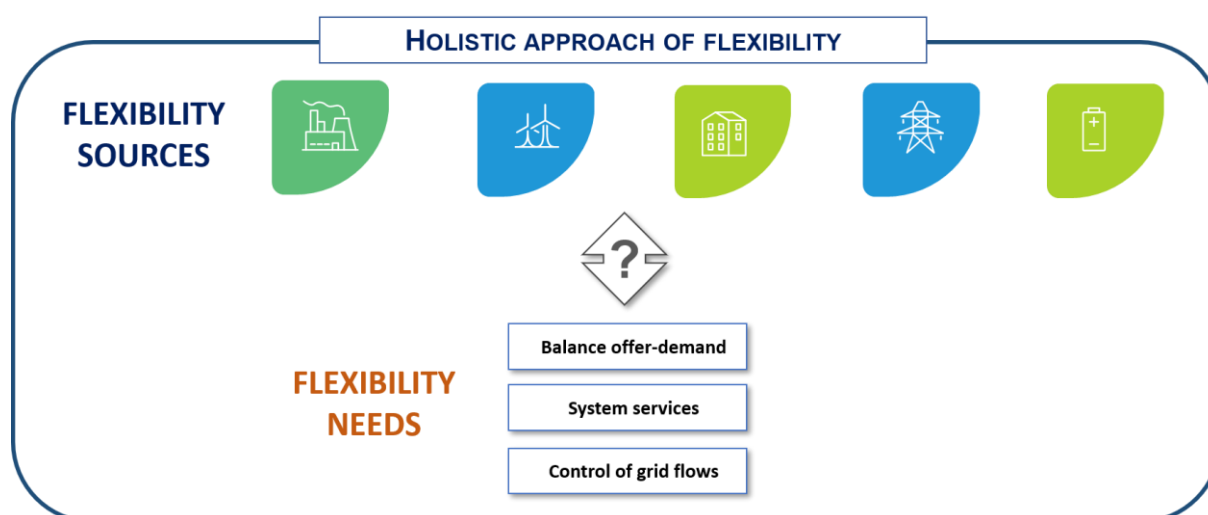 HOLISTIC APPROACH OF FLEXIBILITY
FLEXIBILITY
SOURCES
+
−
?
Balance offer-demand
FLEXIBILITY
NEEDS
System services
Control of grid flows